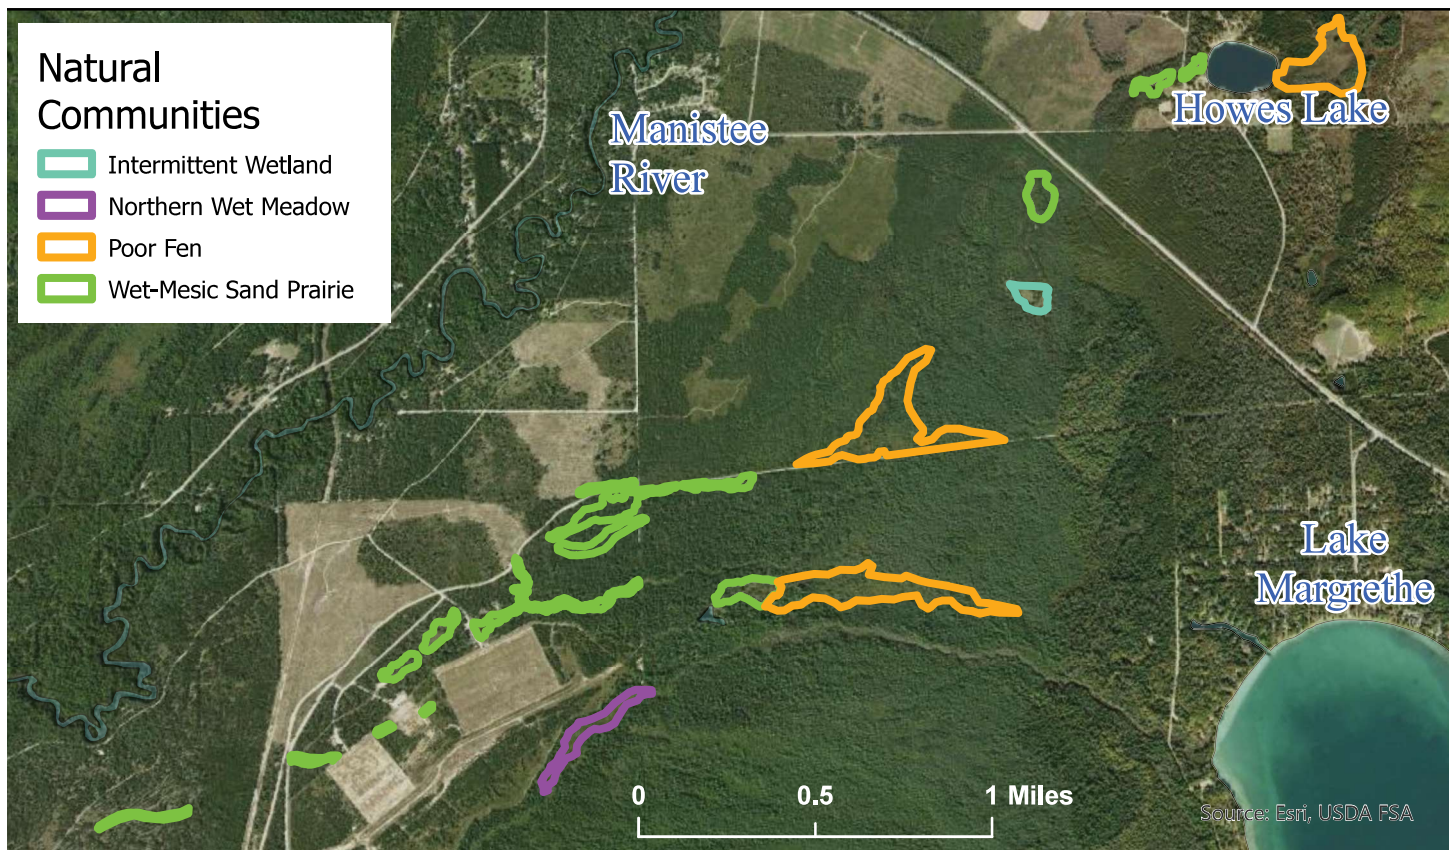 Natural
Communities
Intermittent Wetland
Northern Wet Meadow
Poor Fen
Wet-Mesic Sand Prairie
Manistee
River
Howes Lake
Lake
Margrethe
0 0.5 1 Miles
Source: Esri, USDA FSA